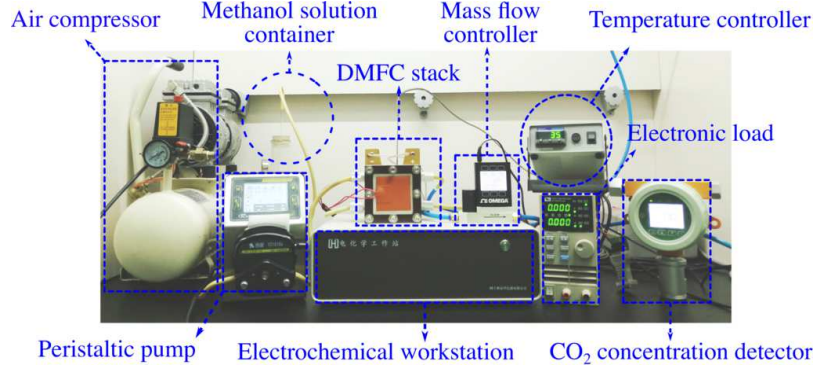 Air compressor
Methanol solution
container
Mass flow
controller
Temperature controller
DMFC stack
Electronic load
35
Ω OMEGA
0.000
0.000
电化学工作站
Peristaltic pump
Electrochemical workstation
CO₂ concentration detector